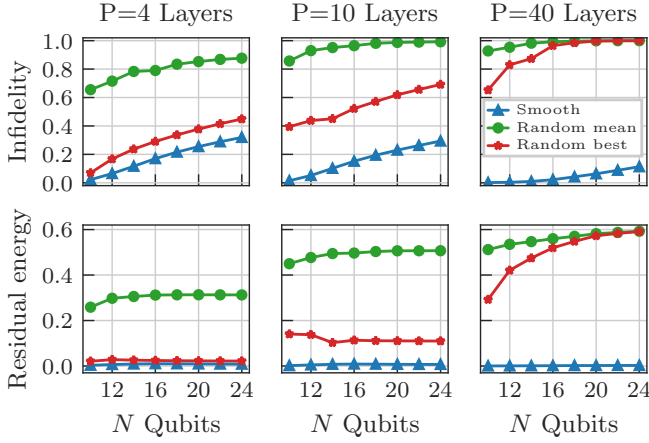 P=4 Layers P=10 Layers P=40 Layers
Infidelity
1.0
0.8
0.6
0.4
0.2
0.0
Smooth
Random mean
Random best
Residual energy
0.6
0.4
0.2
0.0
12 16 20 24 12 16 20 24 12 16 20 24
N Qubits N Qubits N Qubits